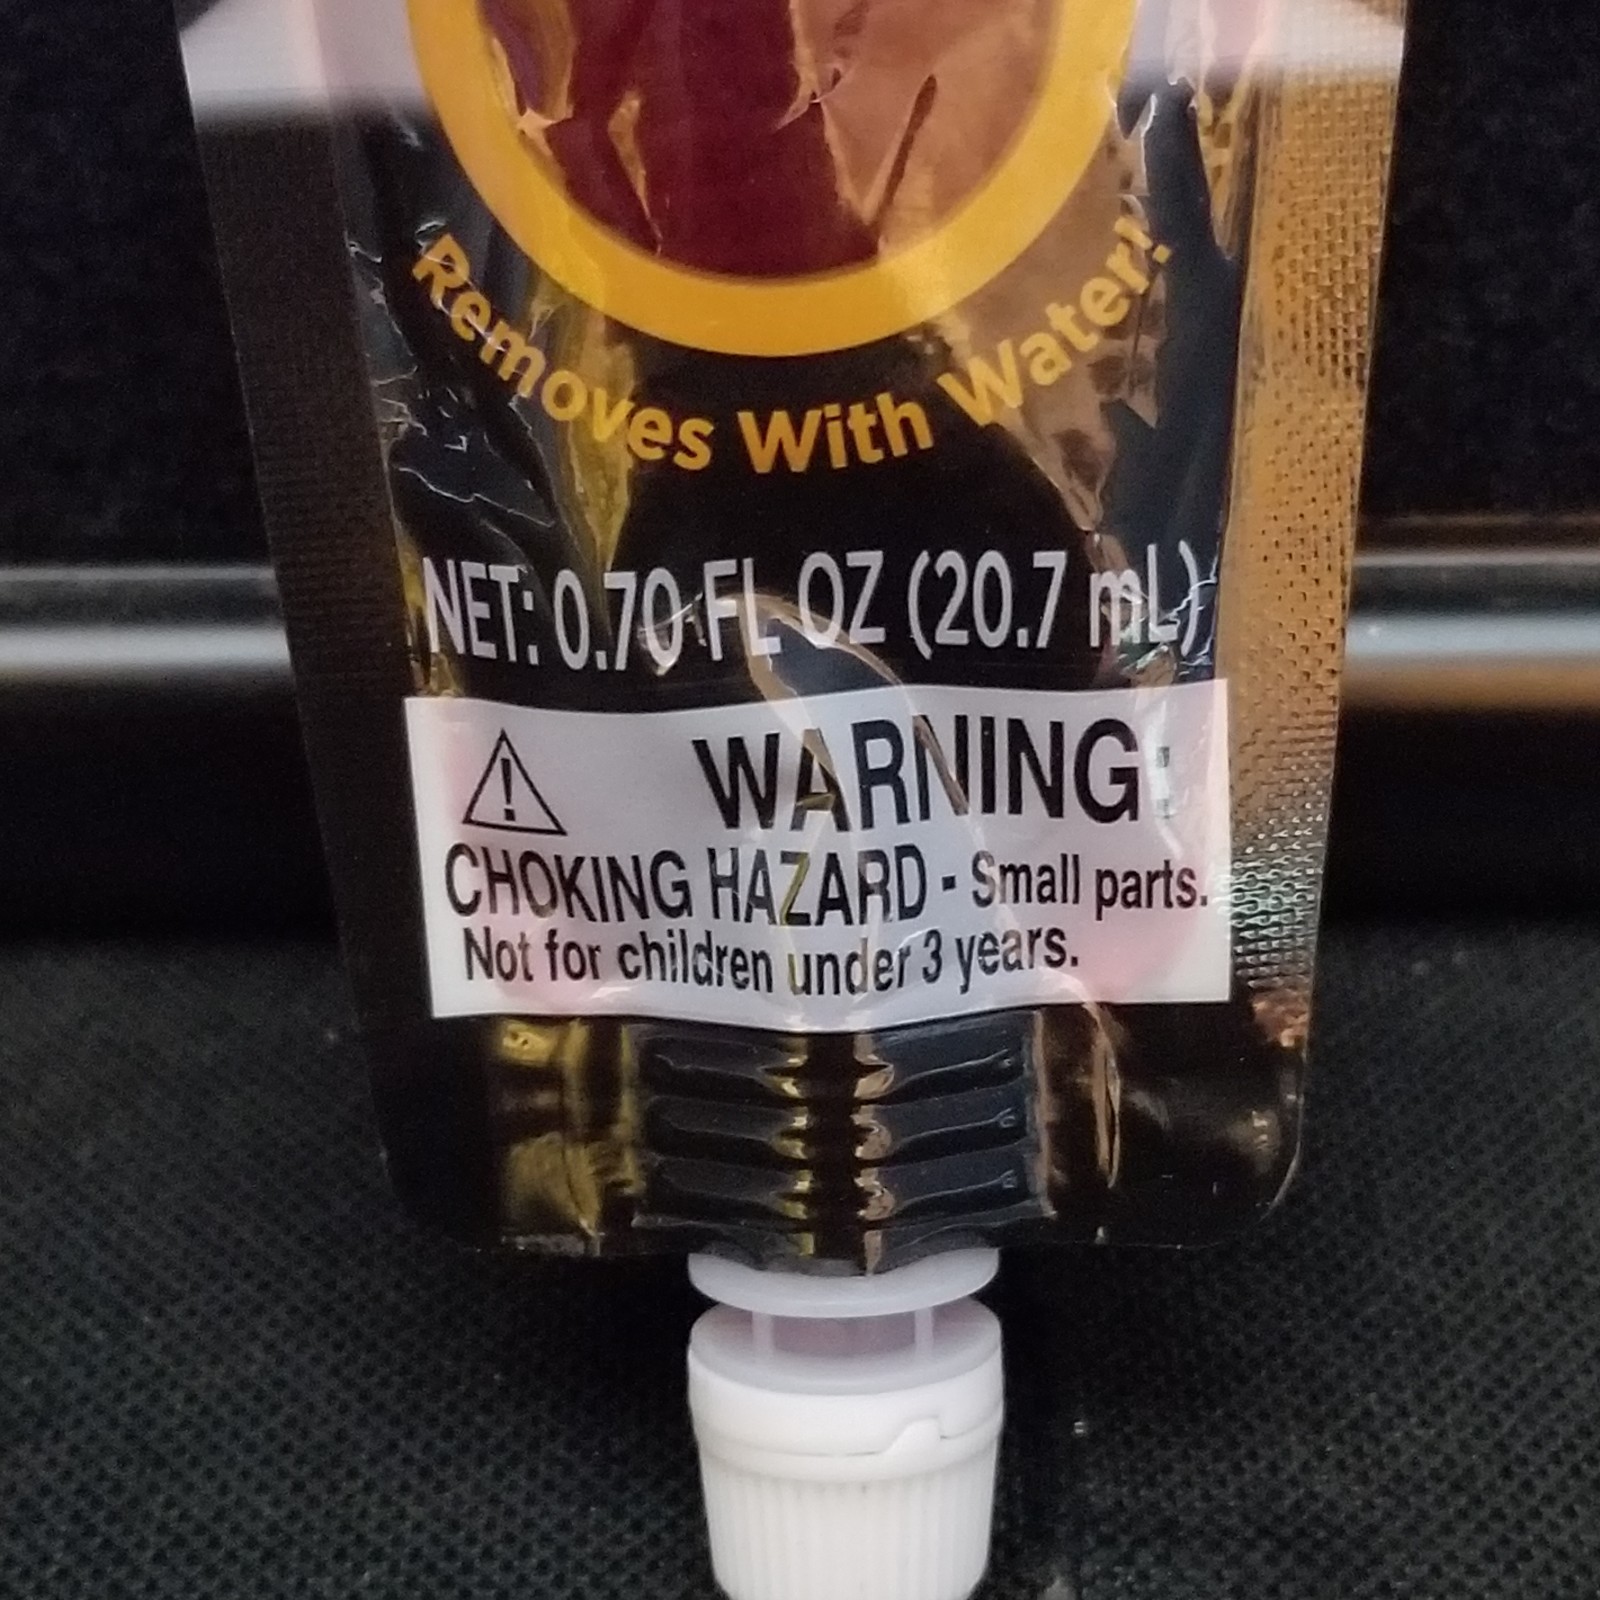 Removes With Water!
NET: 0.70 FL OZ (20.7 mL)
WARNING:
CHOKING HAZARD - Small parts.
Not for children under 3 years.